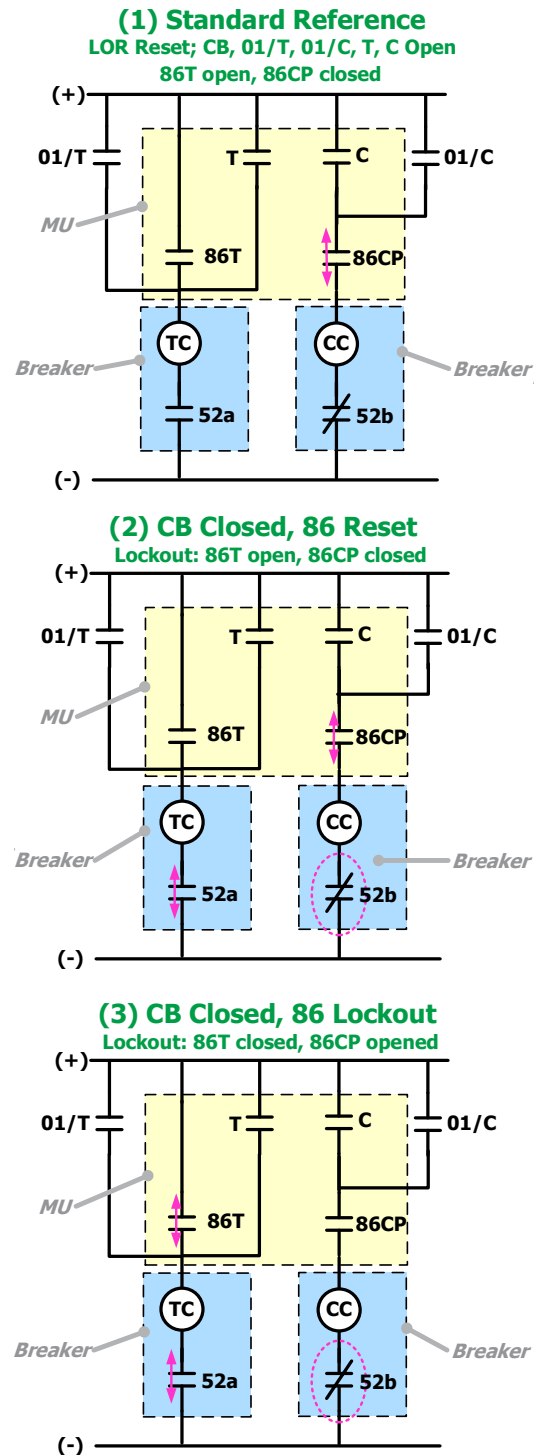 (1) Standard Reference
LOR Reset; CB, 01/T, 01/C, T, C Open
86T open, 86CP closed
(+)
01/T
T
C
01/C
MU
86T
86CP
TC
CC
Breaker
Breaker
52a
52b
(-)
(2) CB Closed, 86 Reset
Lockout: 86T open, 86CP closed
(+)
01/T
T
C
01/C
MU
86T
86CP
TC
CC
Breaker
Breaker
52a
52b
(-)
(3) CB Closed, 86 Lockout
Lockout: 86T closed, 86CP opened
(+)
01/T
T
C
01/C
MU
86T
86CP
TC
CC
Breaker
Breaker
52a
52b
(-)